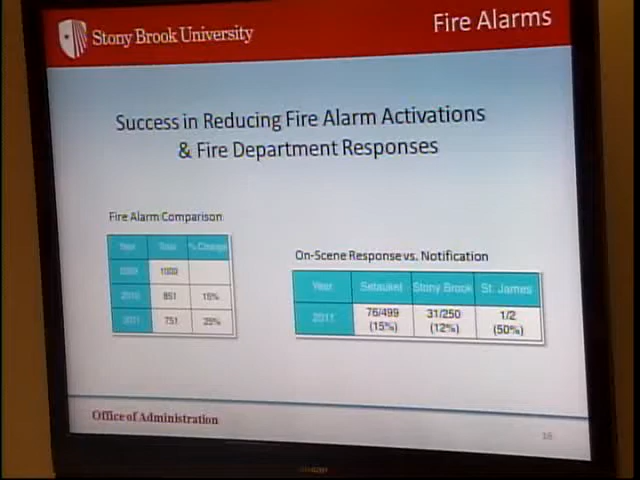 Stony Brook University
Fire Alarms
Success in Reducing Fire Alarm Activations
& Fire Department Responses
Fire Alarm Comparison
Year Total % Change
2009 1000
2010 851 15%
2011 751 25%
On-Scene Response vs. Notification
Year Setauket Stony Brook St. James
2011 76/499 31/250 1/2
(15%) (12%) (50%)
Office of Administration